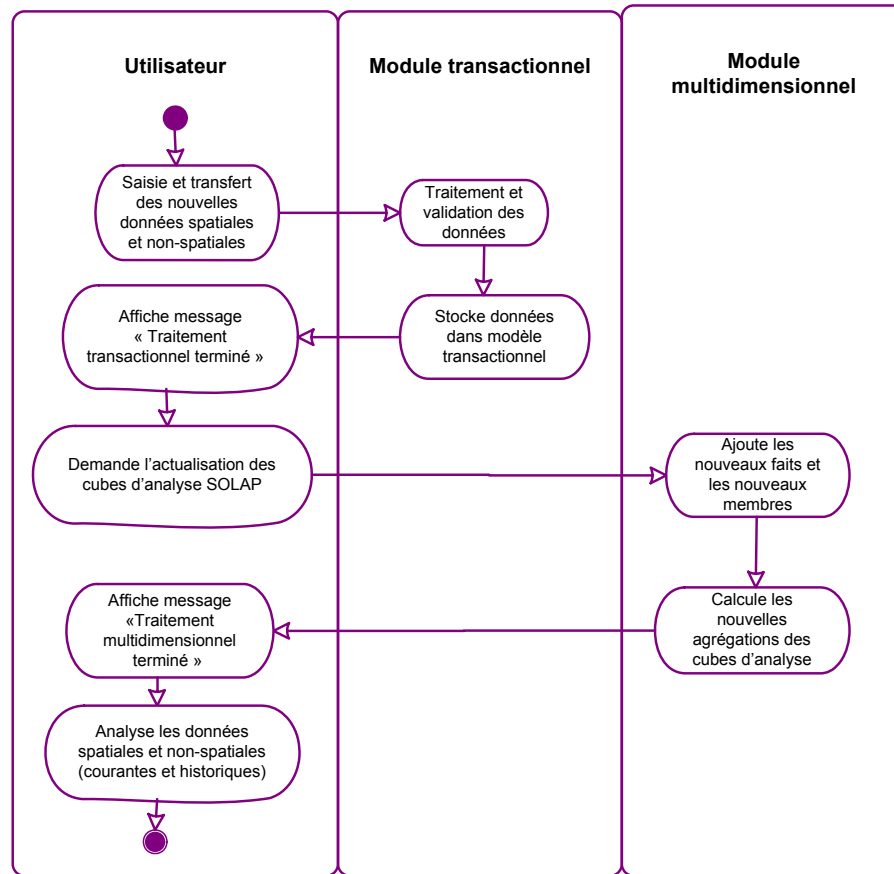 Utilisateur
Module transactionnel
Module
multidimensionnel
Saisie et transfert
des nouvelles
données spatiales
et non-spatiales
Traitement et
validation des
données
Affiche message
« Traitement
transactionnel terminé »
Stocke données
dans modèle
transactionnel
Demande l'actualisation des
cubes d'analyse SOLAP
Ajoute les
nouveaux faits et
les nouveaux
membres
Affiche message
«Traitement
multidimensionnel
terminé »
Calcule les
nouvelles
agrégations des
cubes d'analyse
Analyse les données
spatiales et non-spatiales
(courantes et historiques)